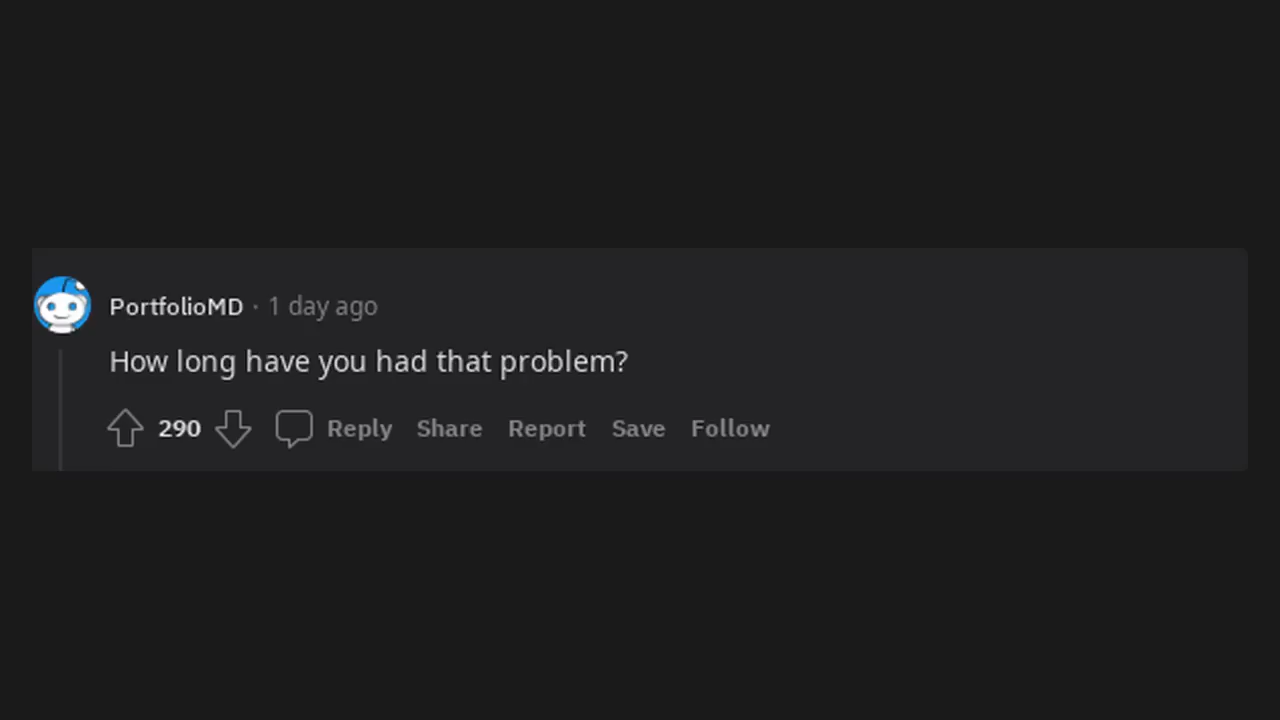 PortfolioMD · 1 day ago
How long have you had that problem?
290 Reply Share Report Save Follow